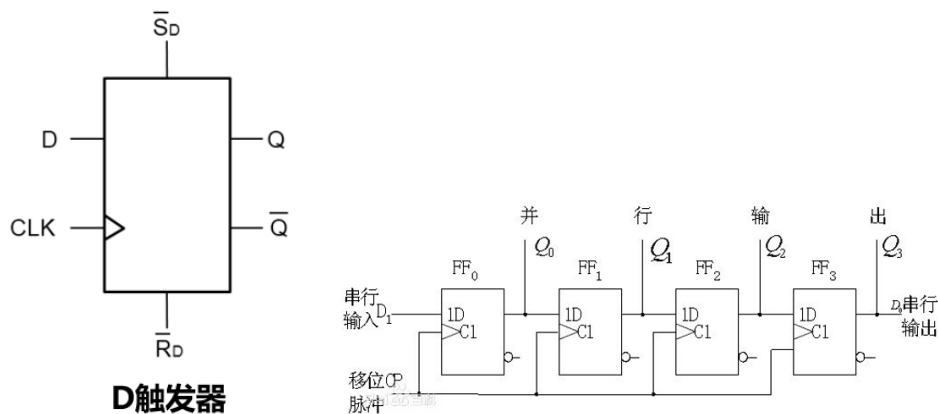 S̅D
D
Q
CLK
Q̅
R̅D
D触发器
并 行 输 出
Q₀ Q₁ Q₂ Q₃
FF₀ FF₁ FF₂ FF₃
串行
输入D₁
1D 1D 1D 1D
C1 C1 C1 C1
串行
输出
移位CP
脉冲